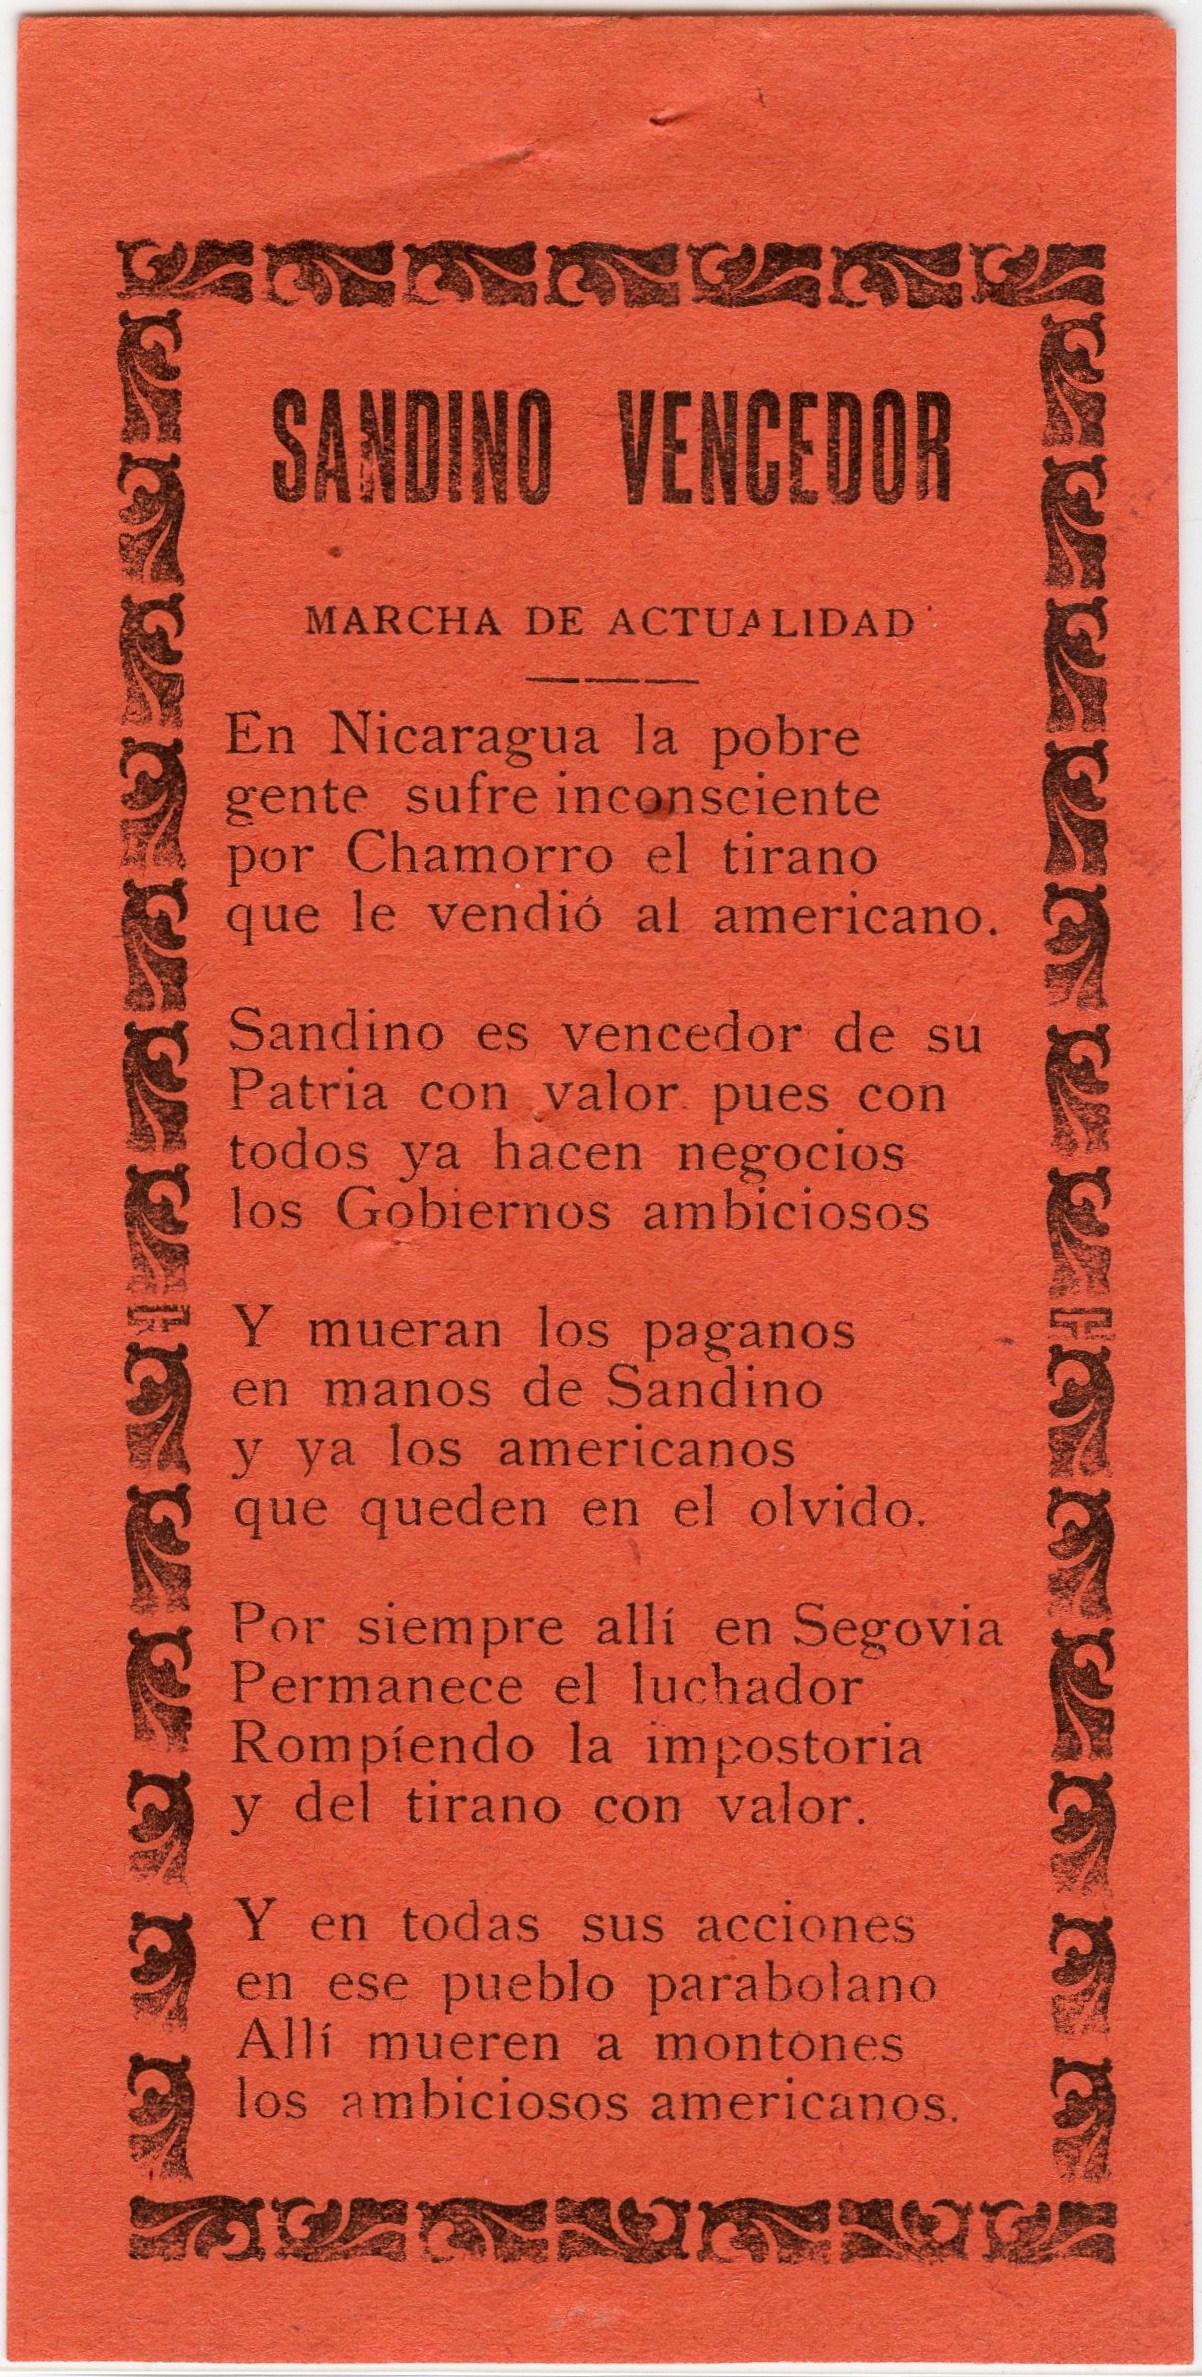 SANDINO VENCEDOR
MARCHA DE ACTUALIDAD
En Nicaragua la pobre
gente sufre inconsciente
por Chamorro el tirano
que le vendió al americano.
Sandino es vencedor de su
Patria con valor pues con
todos ya hacen negocios
los Gobiernos ambiciosos
Y mueran los paganos
en manos de Sandino
y ya los americanos
que queden en el olvido.
Por siempre allí en Segovia
Permanece el luchador
Rompíendo la impostoria
y del tirano con valor.
Y en todas sus acciones
en ese pueblo parabolano
Allí mueren a montones
los ambiciosos americanos.